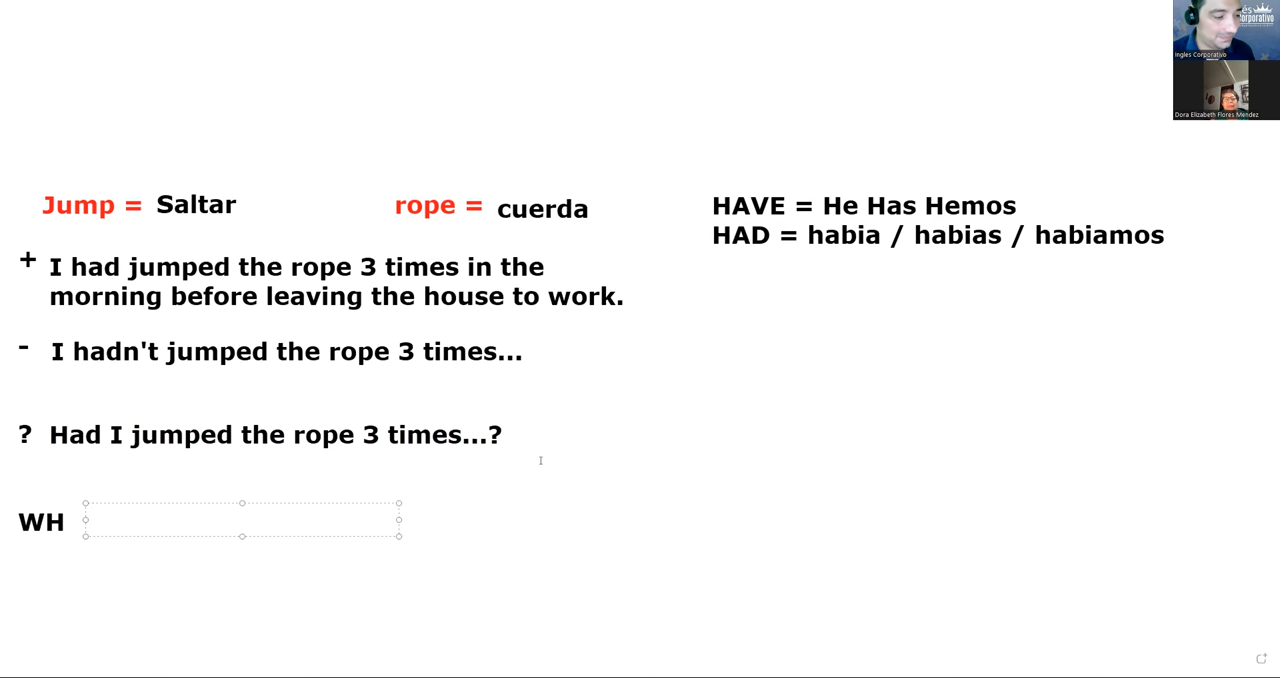 és
orporativo
Ingles Corporativo
Dora Elizabeth Flores Mendez
Jump = Saltar
rope = cuerda
HAVE = He Has Hemos
HAD = habia / habias / habiamos
+ I had jumped the rope 3 times in the
morning before leaving the house to work.
- I hadn't jumped the rope 3 times...
? Had I jumped the rope 3 times...?
WH